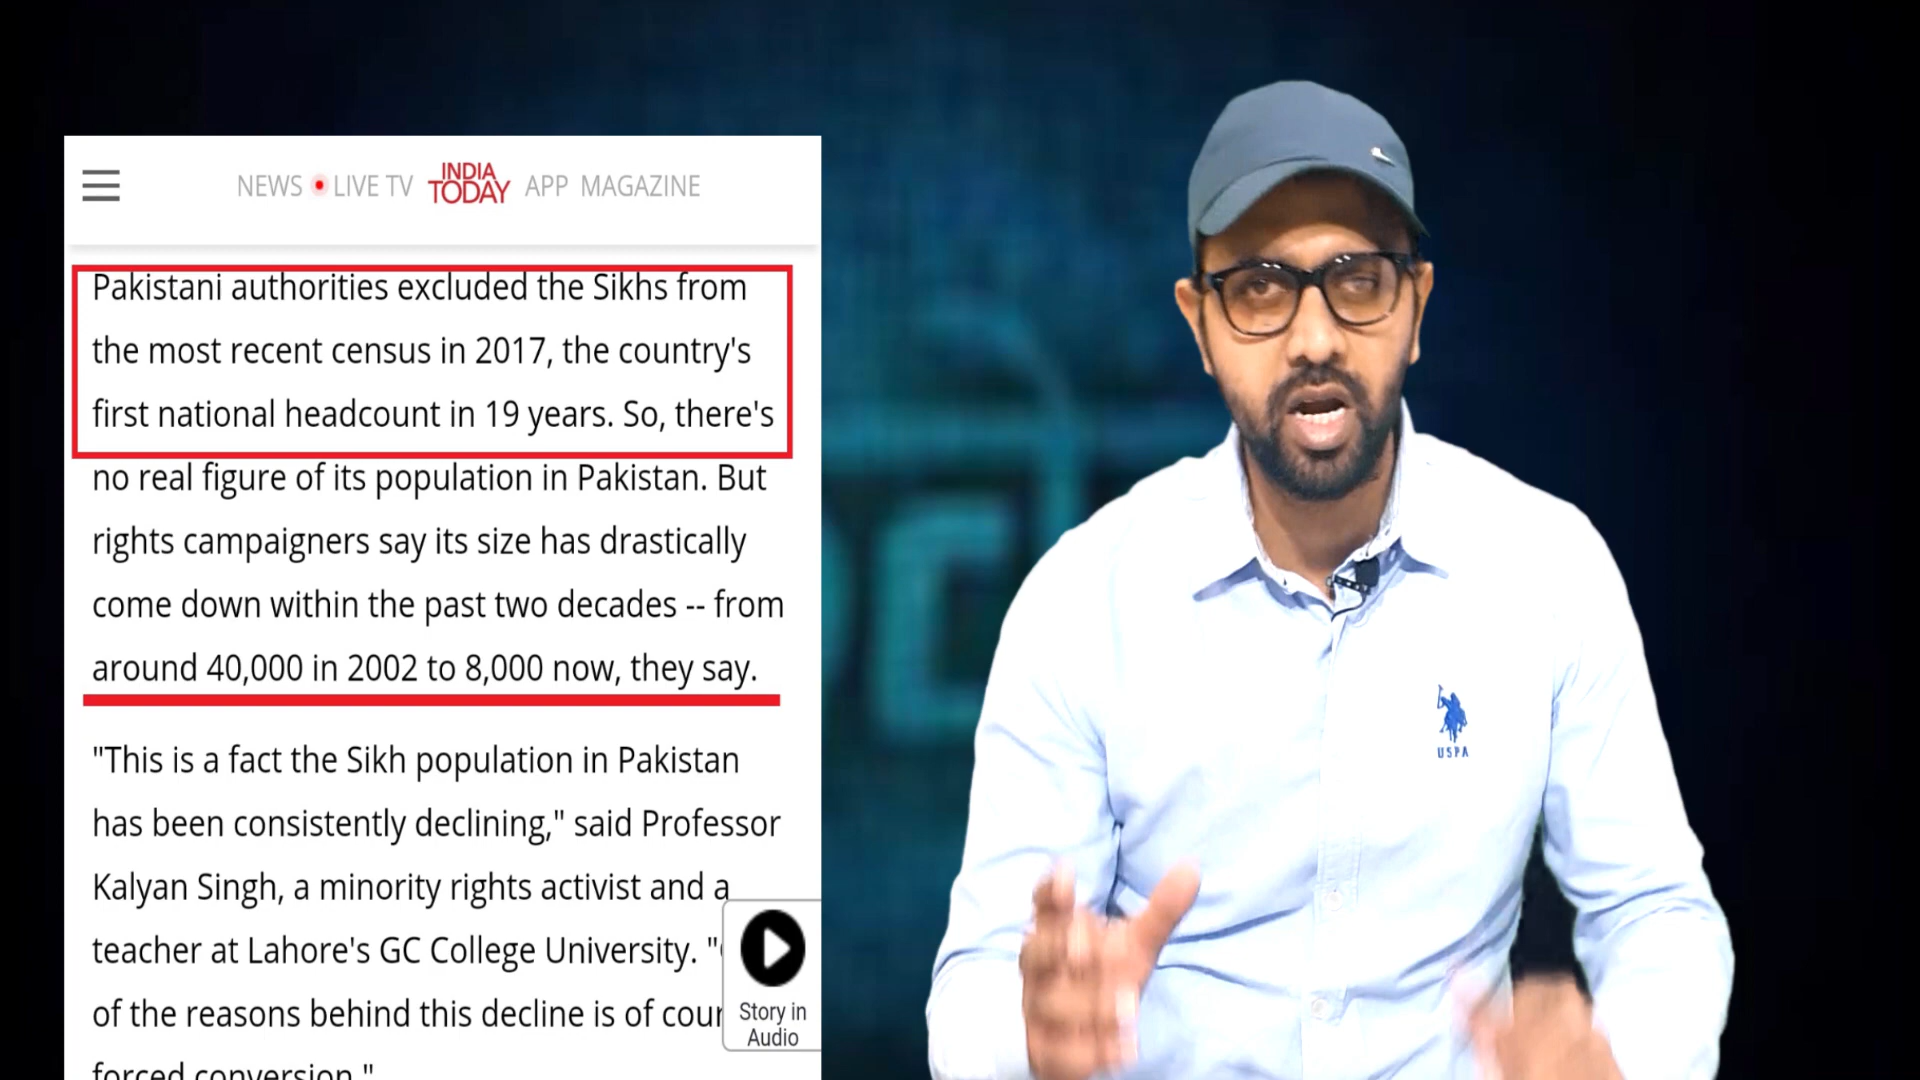 NEWS LIVE TV INDIA TODAY APP MAGAZINE
Pakistani authorities excluded the Sikhs from
the most recent census in 2017, the country's
first national headcount in 19 years. So, there's
no real figure of its population in Pakistan. But
rights campaigners say its size has drastically
come down within the past two decades -- from
around 40,000 in 2002 to 8,000 now, they say.
"This is a fact the Sikh population in Pakistan
has been consistently declining," said Professor
Kalyan Singh, a minority rights activist and a
teacher at Lahore's GC College University. "
of the reasons behind this decline is of
forced conversion."
Story in
Audio
USPA